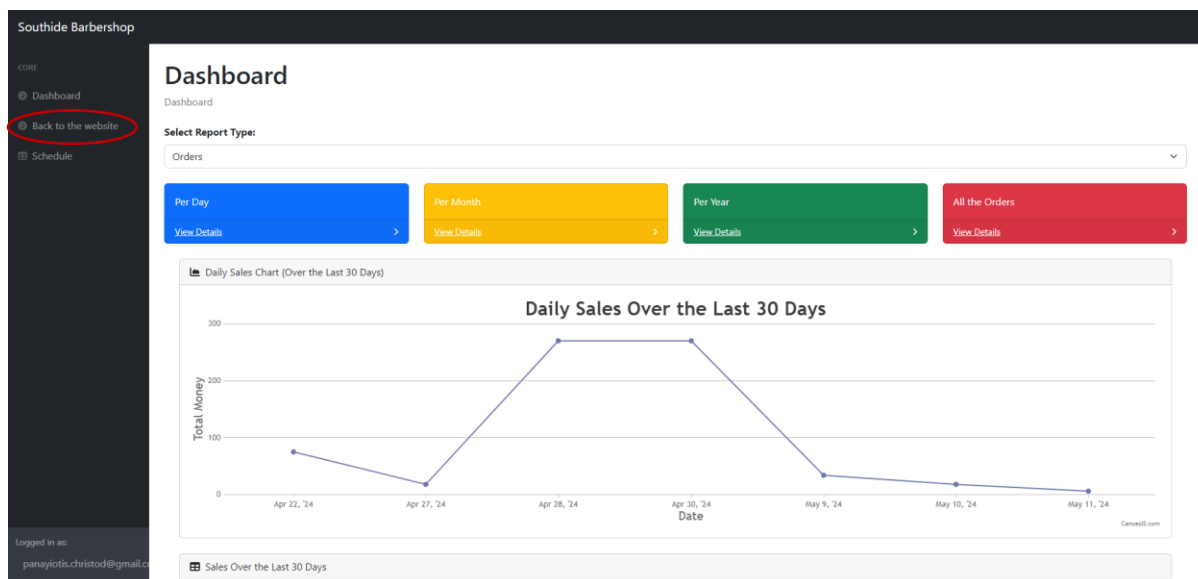 Southide Barbershop
CORE
Dashboard
Back to the website
Schedule
Logged in as:
panayiotis.christod@gmail.c
Dashboard
Dashboard
Select Report Type:
Orders
Per Day
View Details
Per Month
View Details
Per Year
View Details
All the Orders
View Details
Daily Sales Chart (Over the Last 30 Days)
Daily Sales Over the Last 30 Days
Total Money
300
200
100
0
Apr 22, '24 Apr 27, '24 Apr 28, '24 Apr 30, '24 May 9, '24 May 10, '24 May 11, '24
Date
CanvasJS.com
Sales Over the Last 30 Days